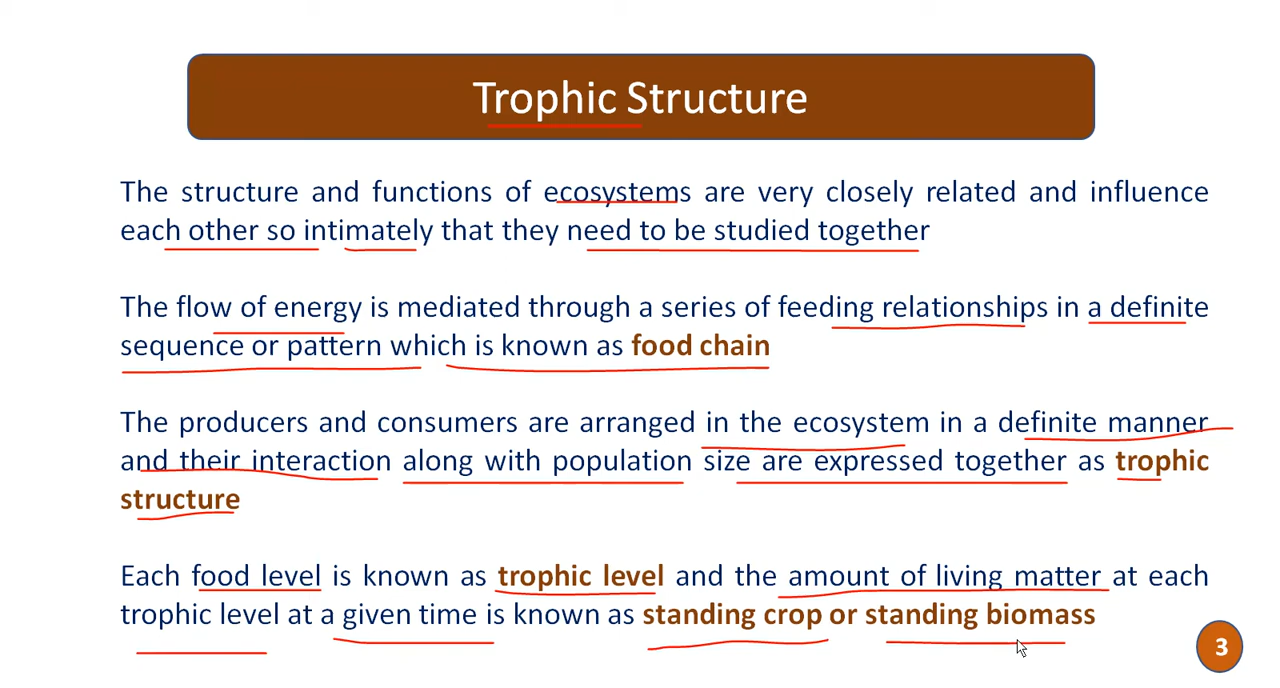 Trophic Structure
The structure and functions of ecosystems are very closely related and influence
each other so intimately that they need to be studied together
The flow of energy is mediated through a series of feeding relationships in a definite
sequence or pattern which is known as food chain
The producers and consumers are arranged in the ecosystem in a definite manner
and their interaction along with population size are expressed together as trophic
structure
Each food level is known as trophic level and the amount of living matter at each
trophic level at a given time is known as standing crop or standing biomass
3